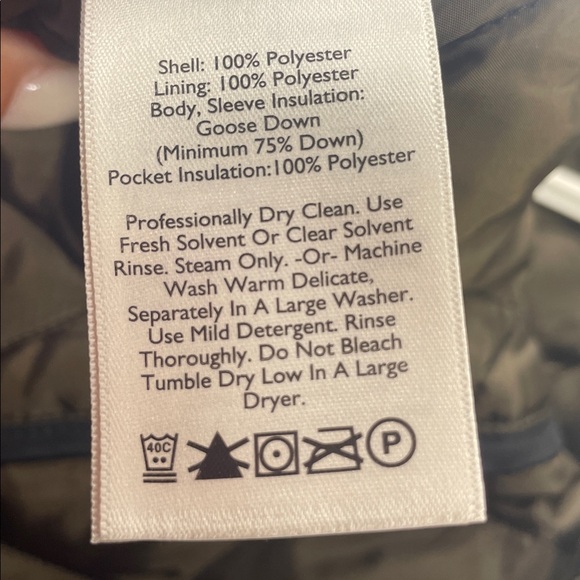 Shell: 100% Polyester
Lining: 100% Polyester
Body, Sleeve Insulation:
Goose Down
(Minimum 75% Down)
Pocket Insulation:100% Polyester
Professionally Dry Clean. Use
Fresh Solvent Or Clear Solvent
Rinse. Steam Only. -Or- Machine
Wash Warm Delicate,
Separately In A Large Washer.
Use Mild Detergent. Rinse
Thoroughly. Do Not Bleach
Tumble Dry Low In A Large
Dryer.
40C P